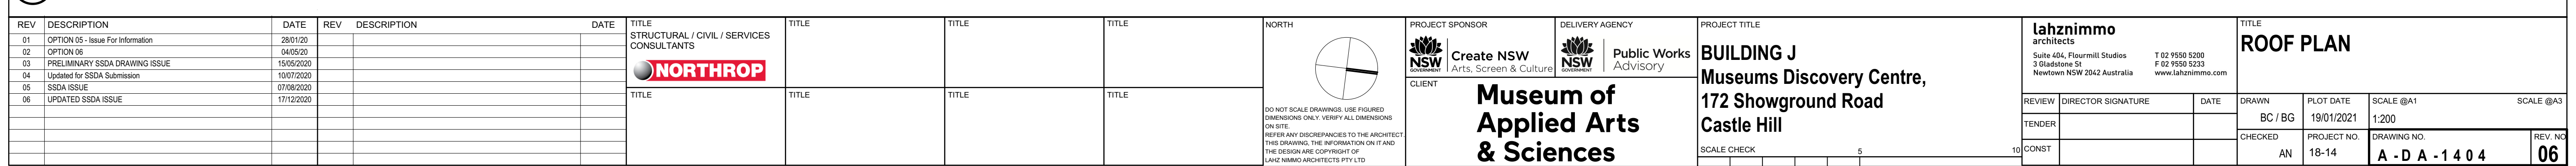 REV DESCRIPTION DATE REV DESCRIPTION DATE
01 OPTION 05 - Issue For Information 28/01/20
02 OPTION 06 04/05/20
03 PRELIMINARY SSDA DRAWING ISSUE 15/05/2020
04 Updated for SSDA Submission 10/07/2020
05 SSDA ISSUE 07/08/2020
06 UPDATED SSDA ISSUE 17/12/2020
TITLE
STRUCTURAL / CIVIL / SERVICES
CONSULTANTS
NORTHROP
TITLE
TITLE
TITLE
TITLE
TITLE
TITLE
TITLE
NORTH
DO NOT SCALE DRAWINGS. USE FIGURED
DIMENSIONS ONLY. VERIFY ALL DIMENSIONS
ON SITE.
REFER ANY DISCREPANCIES TO THE ARCHITECT.
THIS DRAWING, THE INFORMATION ON IT AND
THE DESIGN ARE COPYRIGHT OF
LAHZ NIMMO ARCHITECTS PTY LTD
PROJECT SPONSOR
NSW
GOVERNMENT
Create NSW
Arts, Screen & Culture
DELIVERY AGENCY
NSW
GOVERNMENT
Public Works
Advisory
CLIENT
Museum of
Applied Arts
& Sciences
PROJECT TITLE
BUILDING J
Museums Discovery Centre,
172 Showground Road
Castle Hill
SCALE CHECK 5 10
lahznimmo
architects
Suite 404, Flourmill Studios T 02 9550 5200
3 Gladstone St F 02 9550 5233
Newtown NSW 2042 Australia www.lahznimmo.com
REVIEW DIRECTOR SIGNATURE DATE
TENDER
CONST
TITLE
ROOF PLAN
DRAWN PLOT DATE SCALE @A1 SCALE @A3
BC / BG 19/01/2021 1:200
CHECKED PROJECT NO. DRAWING NO. REV. NO
AN 18-14 A-DA-1404 06